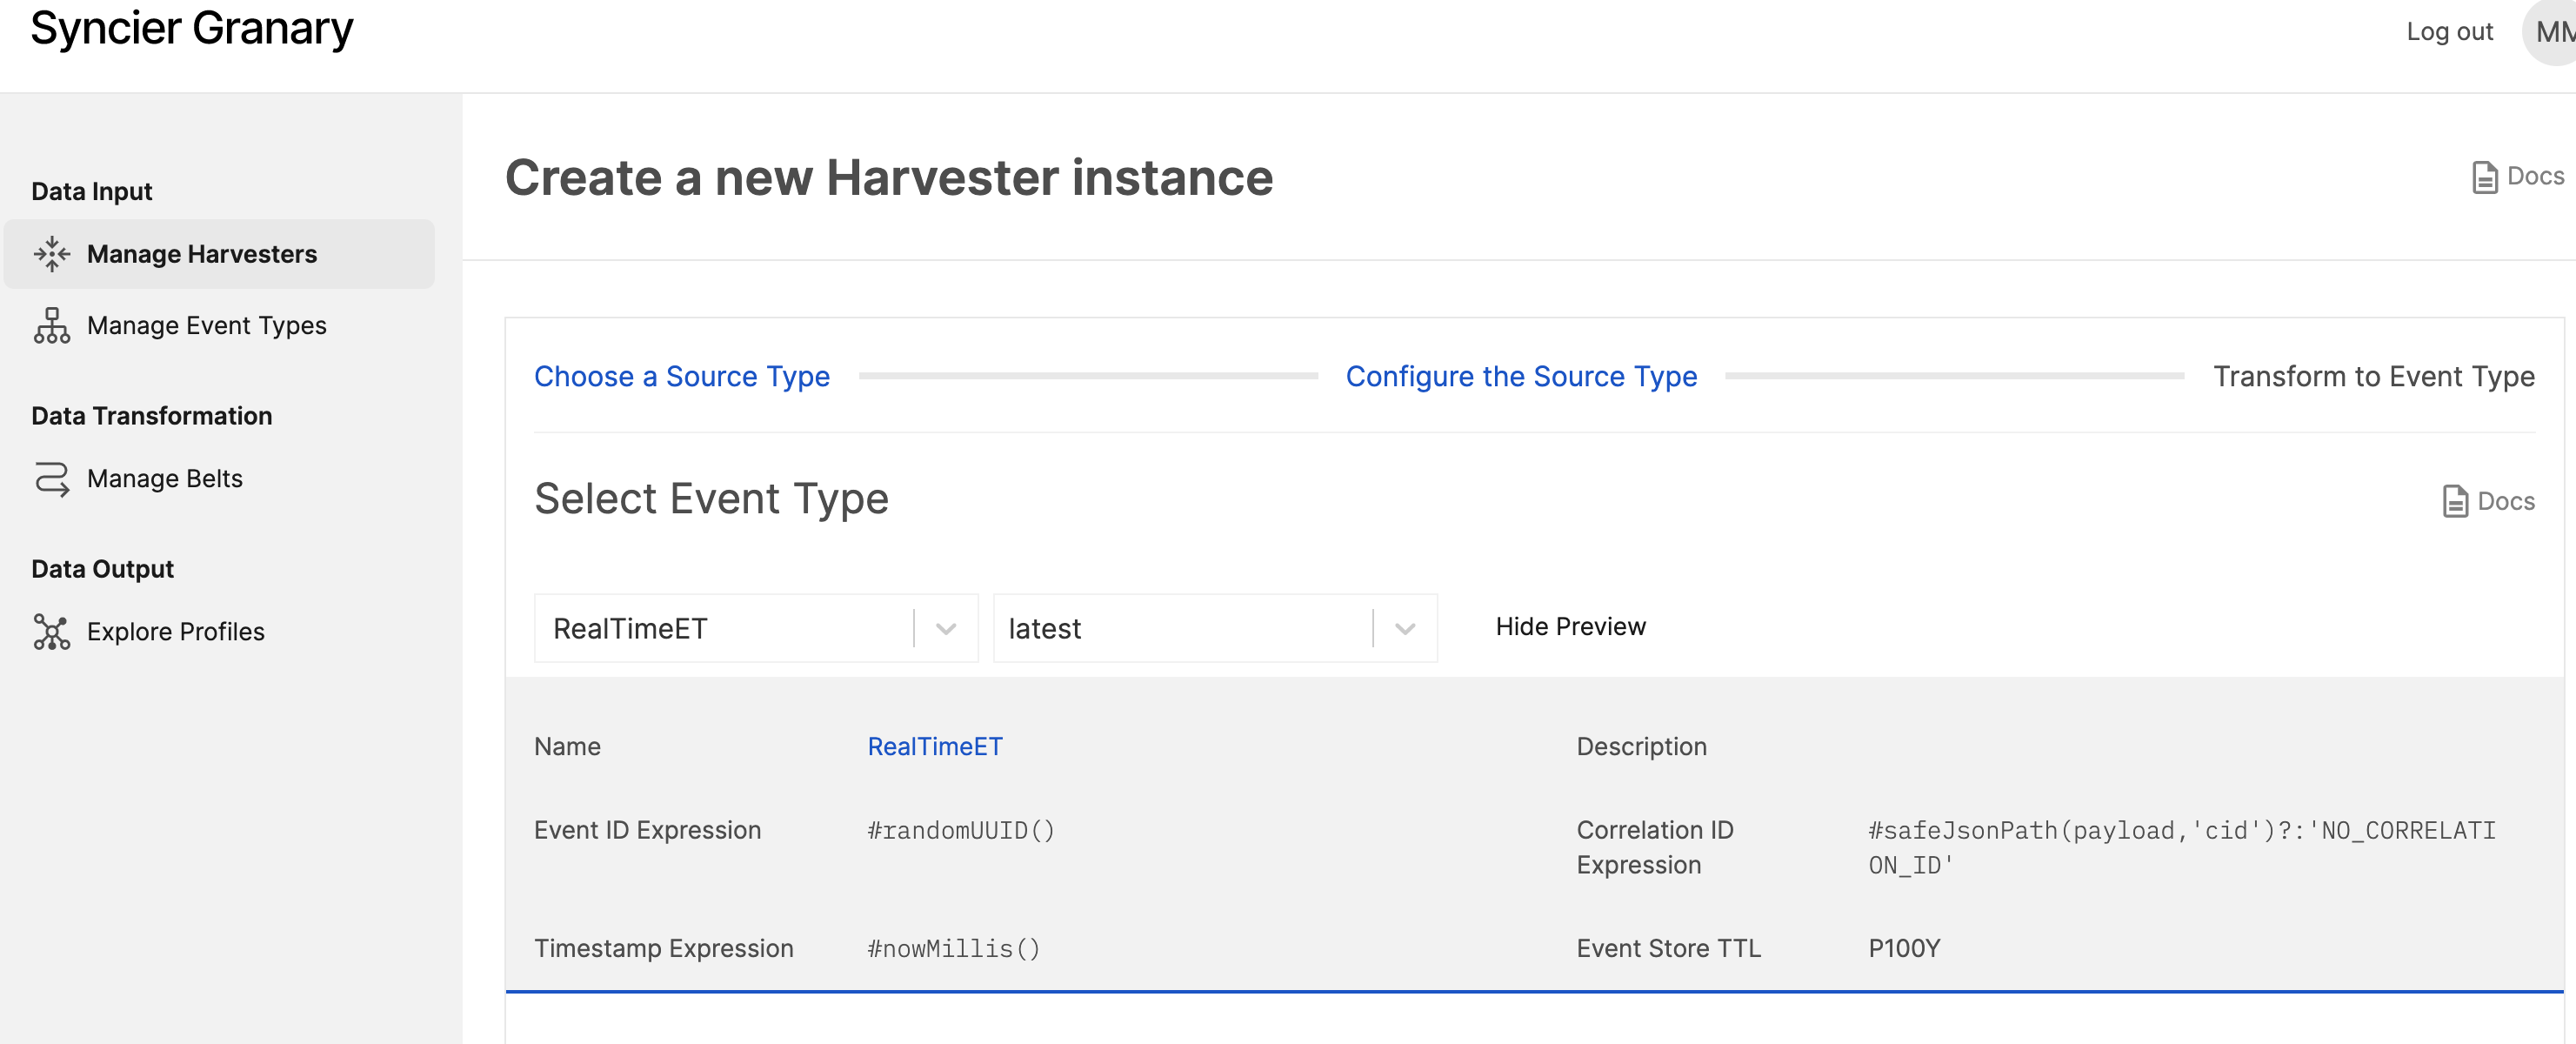 Syncier Granary
Log out
MM
Data Input
Manage Harvesters
Manage Event Types
Data Transformation
Manage Belts
Data Output
Explore Profiles
Create a new Harvester instance
Docs
Choose a Source Type
Configure the Source Type
Transform to Event Type
Select Event Type
Docs
RealTimeET
latest
Hide Preview
Name
RealTimeET
Description
Event ID Expression
#randomUUID()
Correlation ID
Expression
#safeJsonPath(payload,'cid')?:'NO_CORRELATI
ON_ID'
Timestamp Expression
#nowMillis()
Event Store TTL
P100Y